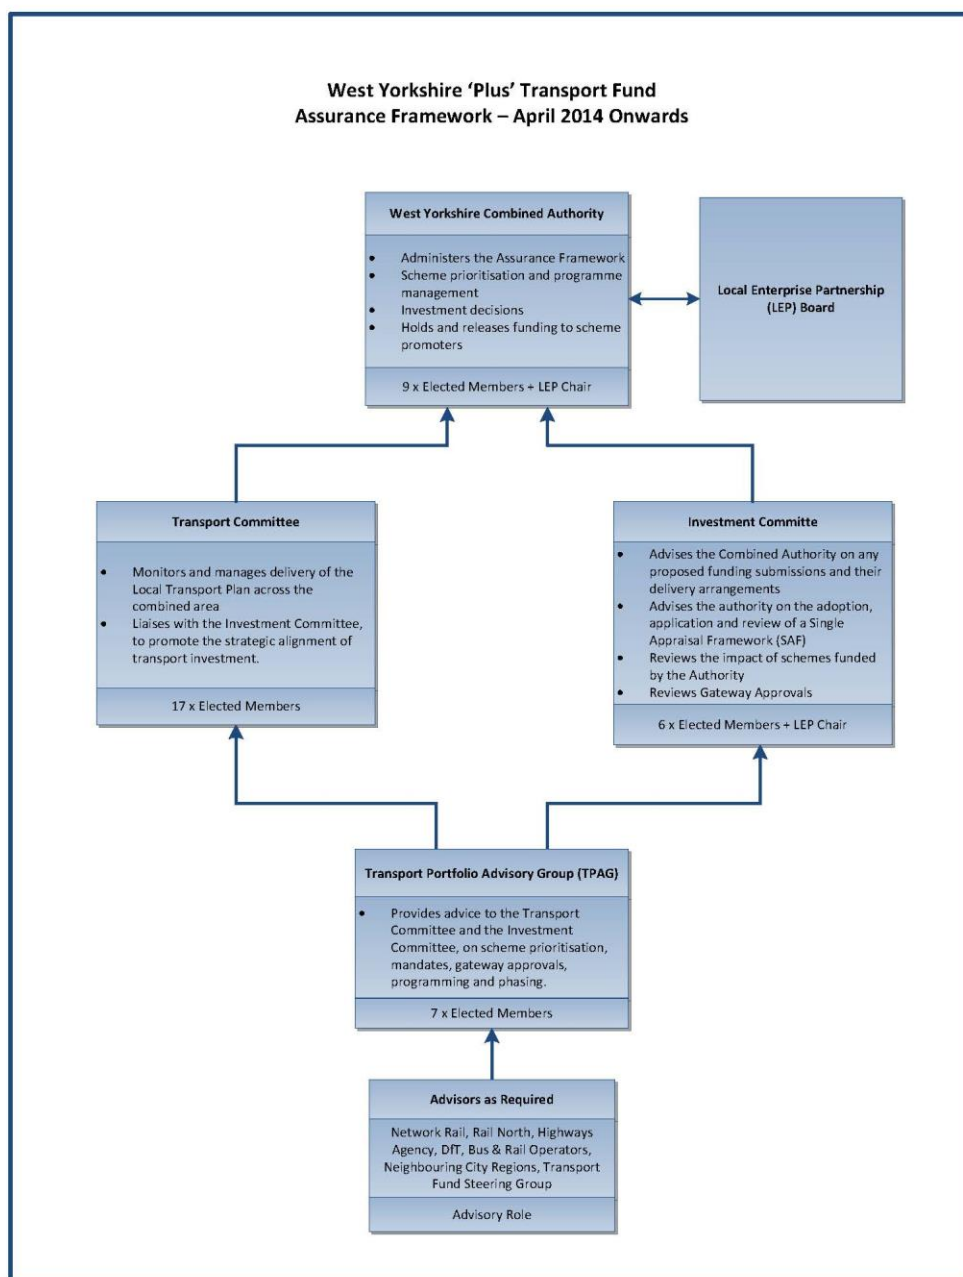 West Yorkshire ‘Plus’ Transport Fund
Assurance Framework – April 2014 Onwards
West Yorkshire Combined Authority
• Administers the Assurance Framework
• Scheme prioritisation and programme
management
• Investment decisions
• Holds and releases funding to scheme
promoters
9 x Elected Members + LEP Chair
Local Enterprise Partnership
(LEP) Board
Transport Committee
• Monitors and manages delivery of the
Local Transport Plan across the
combined area
• Liaises with the Investment Committee,
to promote the strategic alignment of
transport investment.
17 x Elected Members
Investment Committe
• Advises the Combined Authority on any
proposed funding submissions and their
delivery arrangements
• Advises the authority on the adoption,
application and review of a Single
Appraisal Framework (SAF)
• Reviews the impact of schemes funded
by the Authority
• Reviews Gateway Approvals
6 x Elected Members + LEP Chair
Transport Portfolio Advisory Group (TPAG)
• Provides advice to the Transport
Committee and the Investment
Committee, on scheme prioritisation,
mandates, gateway approvals,
programming and phasing.
7 x Elected Members
Advisors as Required
Network Rail, Rail North, Highways
Agency, DfT, Bus & Rail Operators,
Neighbouring City Regions, Transport
Fund Steering Group
Advisory Role